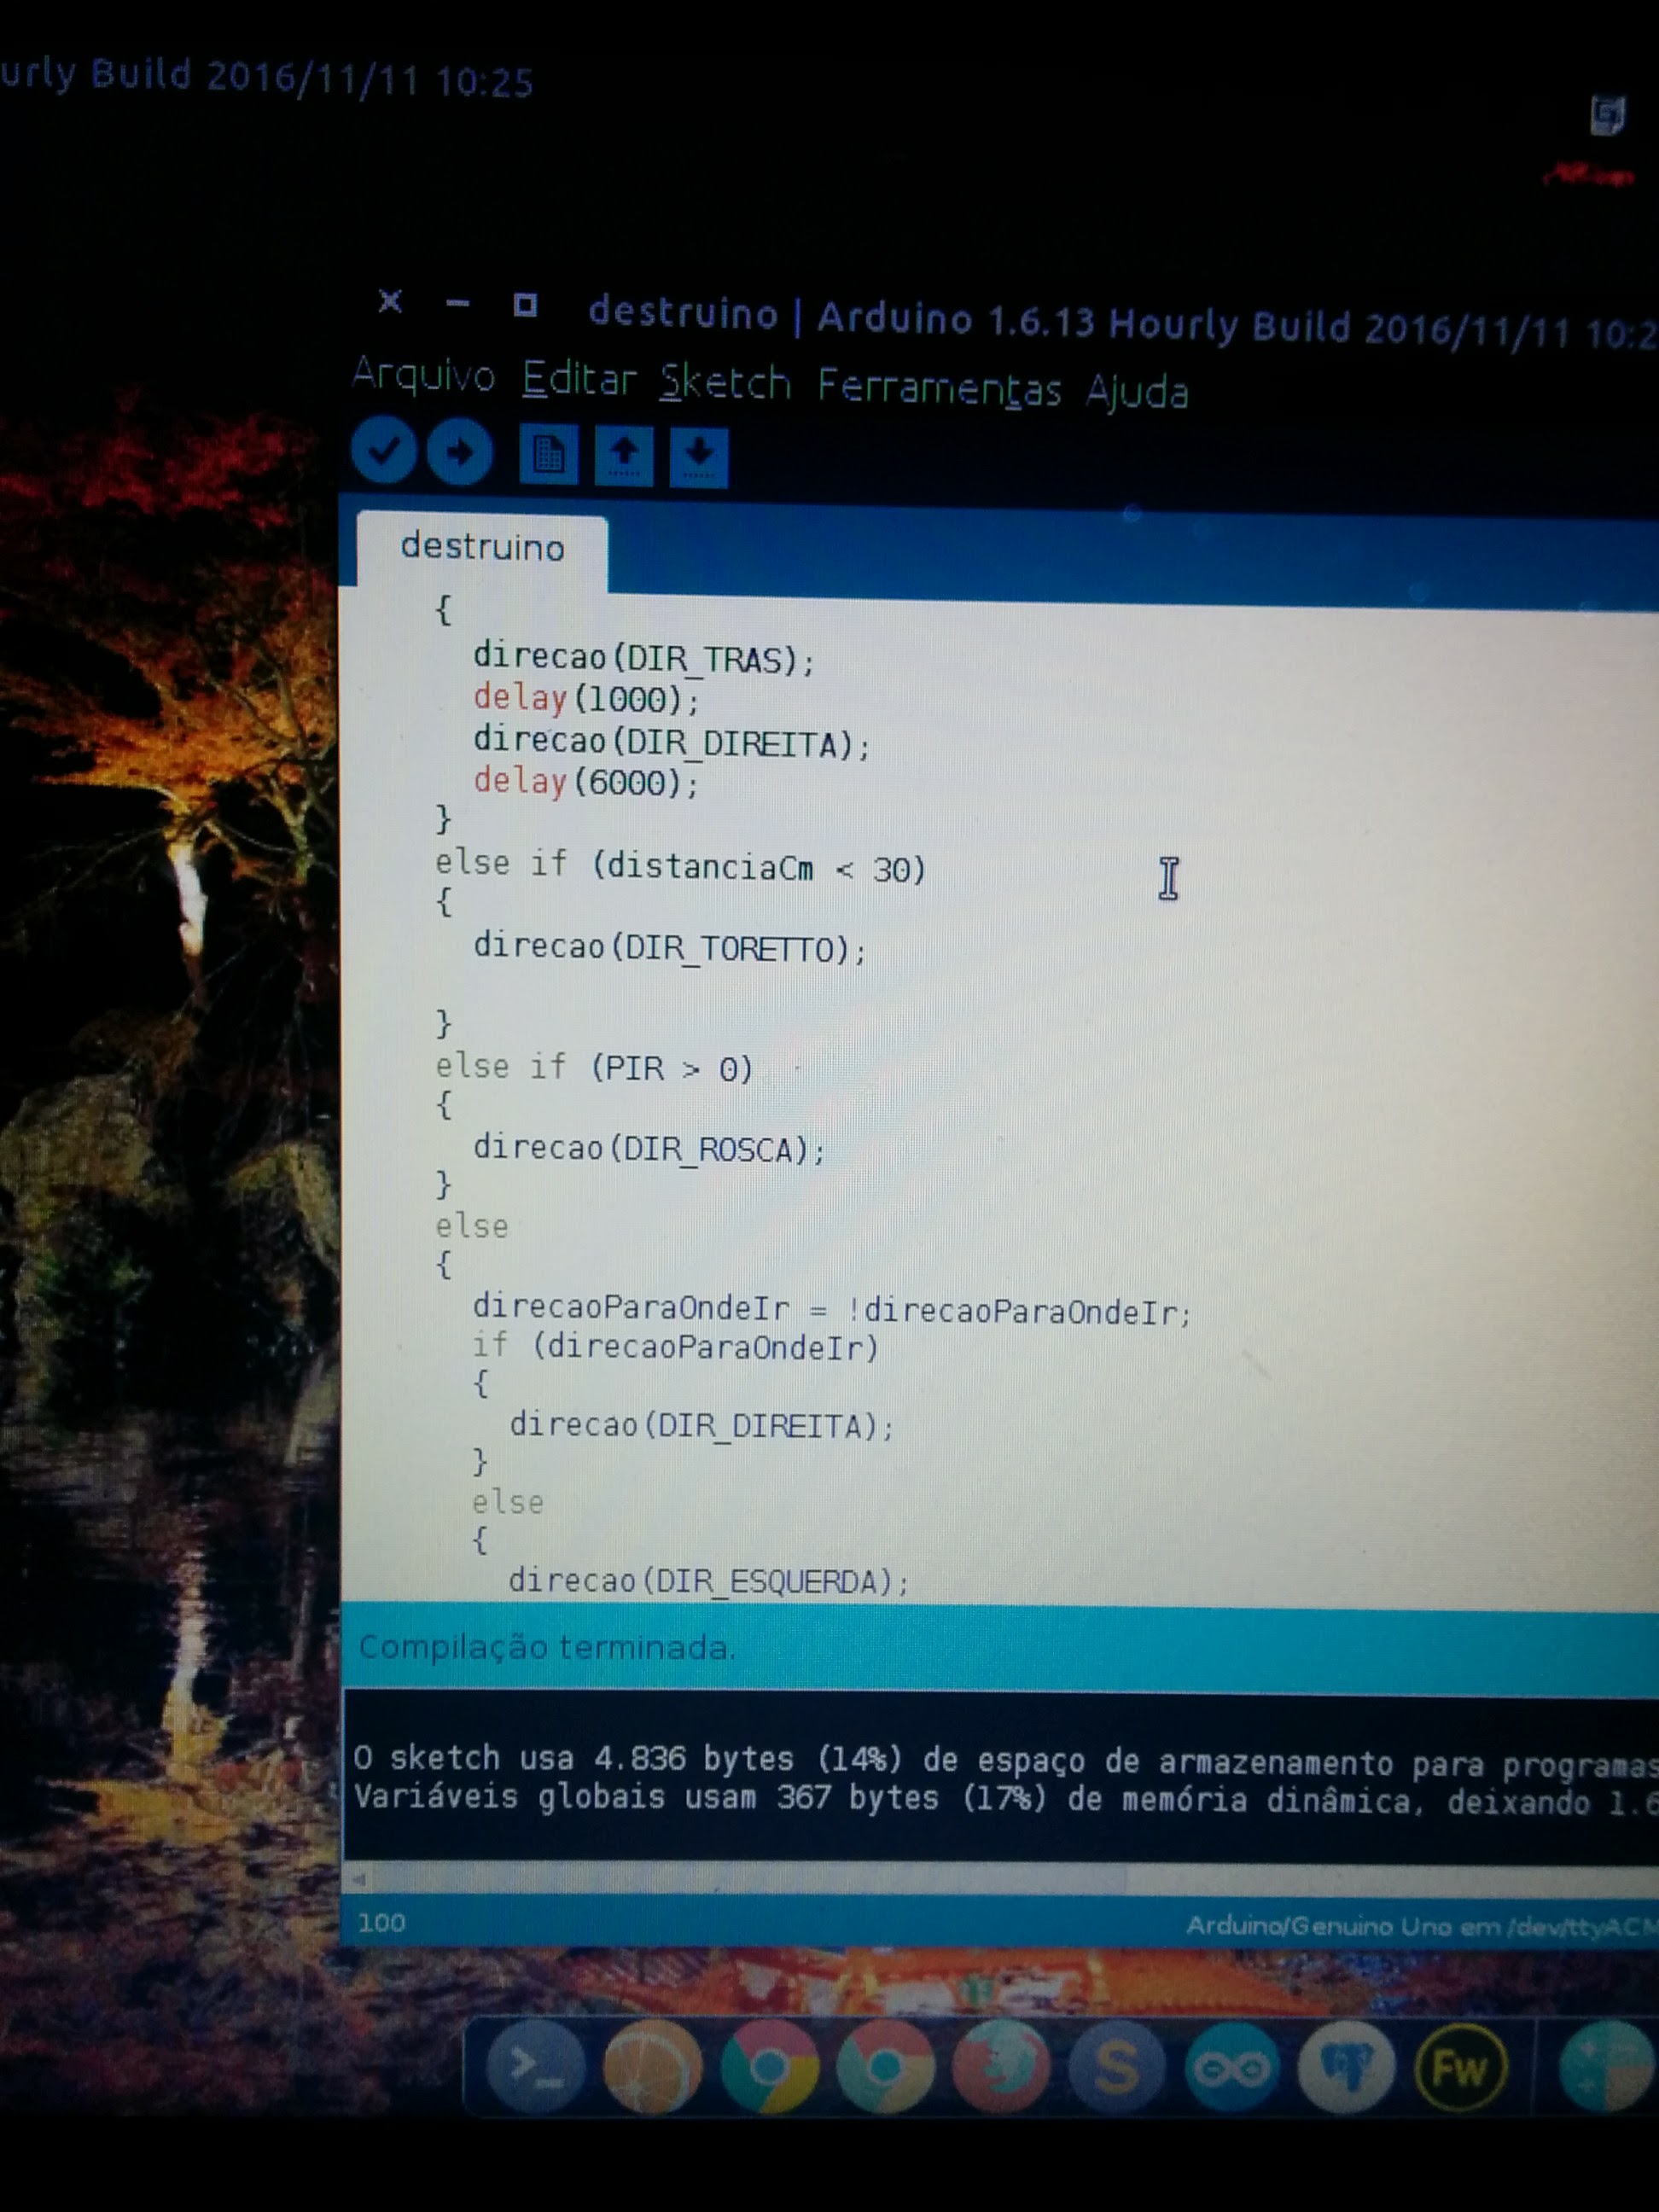 urly Build 2016/11/11 10:25
destruino | Arduino 1.6.13 Hourly Build 2016/11/11 10:2
Arquivo Editar Sketch Ferramentas Ajuda
destruino
{
direcao(DIR_TRAS);
delay(1000);
direcao(DIR_DIREITA);
delay(6000);
}
else if (distanciaCm < 30)
{
direcao(DIR_TORETTO);
}
else if (PIR > 0)
{
direcao(DIR_ROSCA);
}
else
{
direcaoParaOndeIr = !direcaoParaOndeIr;
if (direcaoParaOndeIr)
{
direcao(DIR_DIREITA);
}
else
{
direcao(DIR_ESQUERDA);
Compilação terminada.
O sketch usa 4.836 bytes (14%) de espaço de armazenamento para programas
Variáveis globais usam 367 bytes (17%) de memória dinâmica, deixando 1.6
100
Arduino/Genuino Uno em /dev/ttyACM
>_
S
Fw